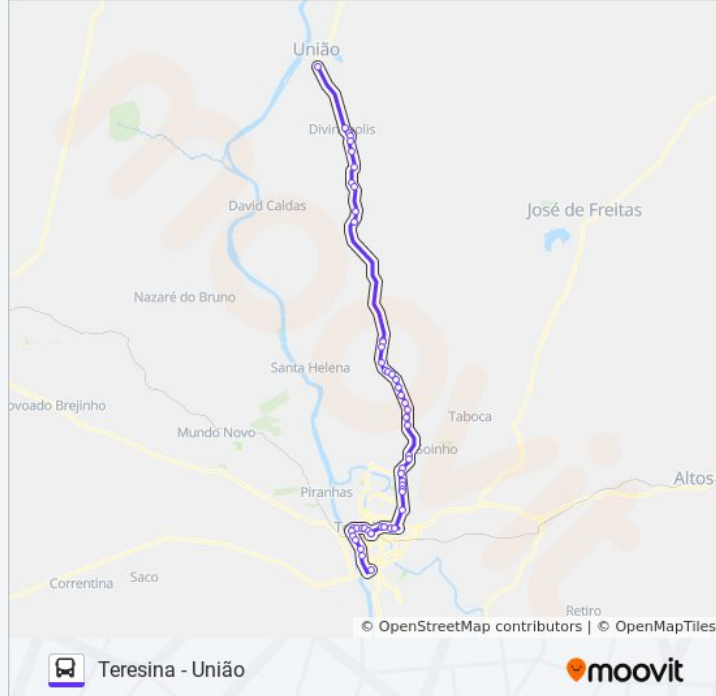 União
Divinópolis
David Caldas
José de Freitas
Nazaré do Bruno
Santa Helena
ovoado Brejinho
Taboca
Mundo Novo
Soinho
Altos
Piranhas
Correntina
Saco
Retiro
© OpenStreetMap contributors | © OpenMapTiles
Teresina - União
moovit
moovit